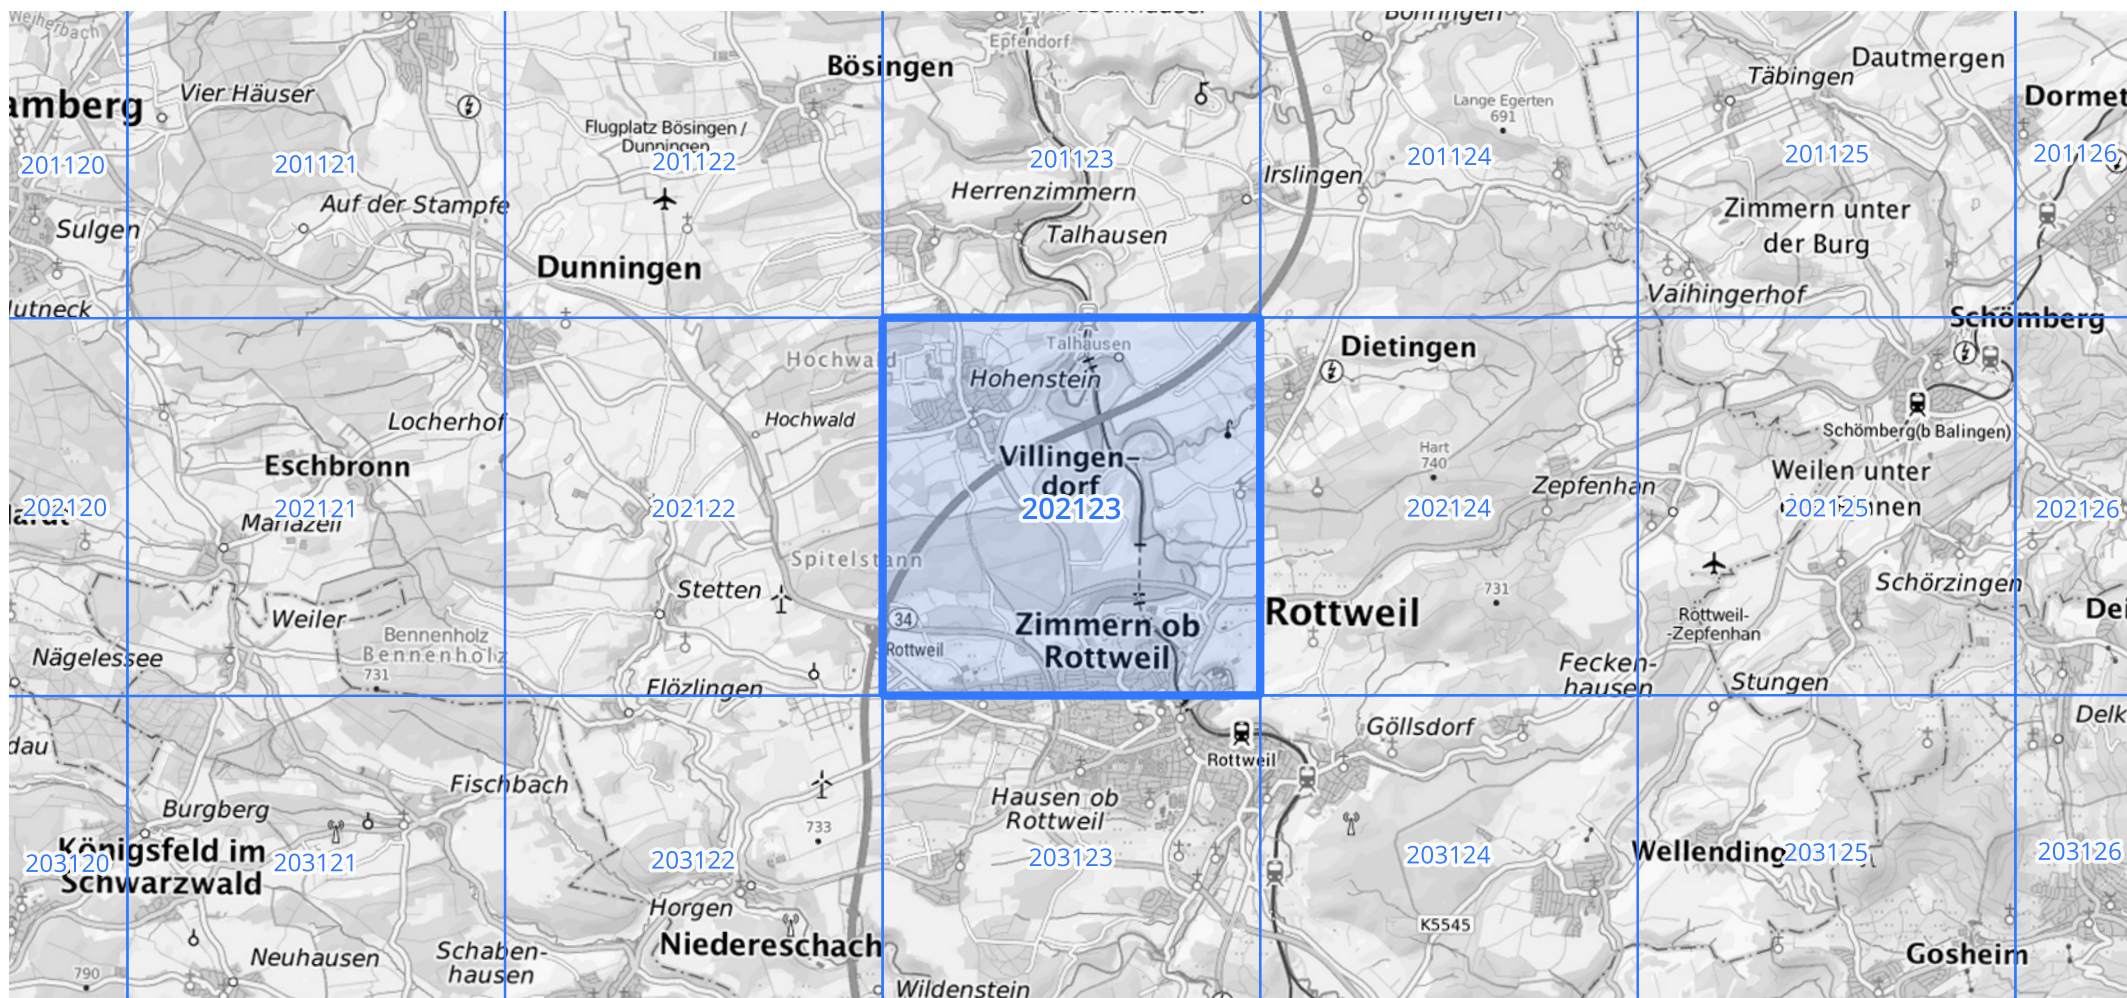 Weiherbach
Epfendorf
Böhringen
Bösingen
Dautmergen
Täbingen
Vier Häuser
amberg
Lange Egerten
691
Dormet
Flugplatz Bösingen /
Dunningen
201120
201121
201122
201123
201124
201125
201126
Herrenzimmern
Irslingen
Auf der Stampfe
Sulgen
Talhausen
Zimmern unter
der Burg
Dunningen
Vaihingerhof
lutneck
Schömberg
Talhausen
Dietingen
Hochwald
Hohenstein
Locherhof
Hochwald
Schömberg(b Balingen)
Villingen-
dorf
Hart
740
Eschbronn
Weilen unter
nnen
Zepfenhan
202120
202121
202122
202123
202124
202125
202126
Mariazell
Spitelstann
Stetten
Schörzingen
731
Rottweil
Dei
34
Weiler
Zimmern ob
Rottweil
Rottweil-
-Zepfenhan
Bennenholz
Bennenholz
731
Rottweil
Nägelessee
Flözlingen
Fecken-
hausen
Stungen
Göllsdorf
Delk
dau
Rottweil
Fischbach
Burgberg
Hausen ob
Rottweil
733
Königsfeld im
Schwarzwald
Wellending
203120
203121
203122
203123
203124
203125
203126
Horgen
K5545
Niedereschach
Schaben-
hausen
Neuhausen
Gosheim
790
Wildenstein